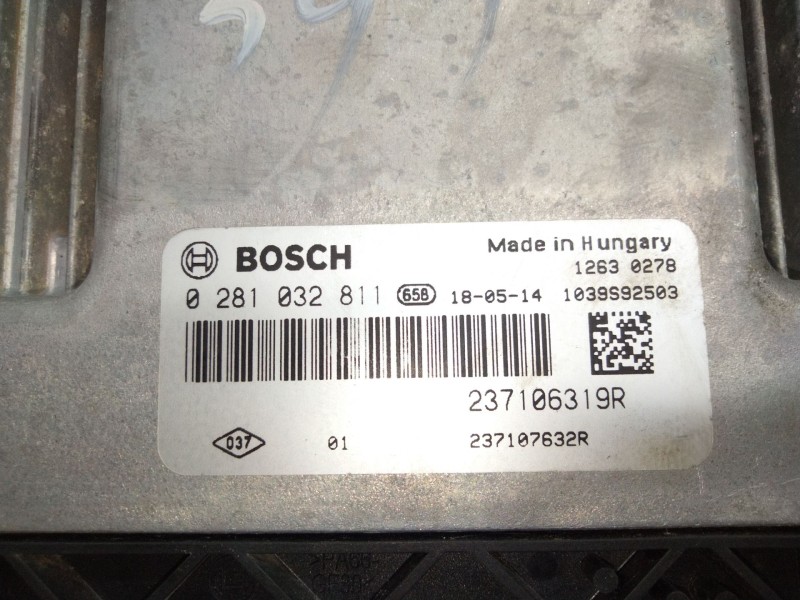 BOSCH
Made in Hungary
1263 0278
0 281 032 811 658 18-05-14 1039S92503
237106319R
037 01 237107632R